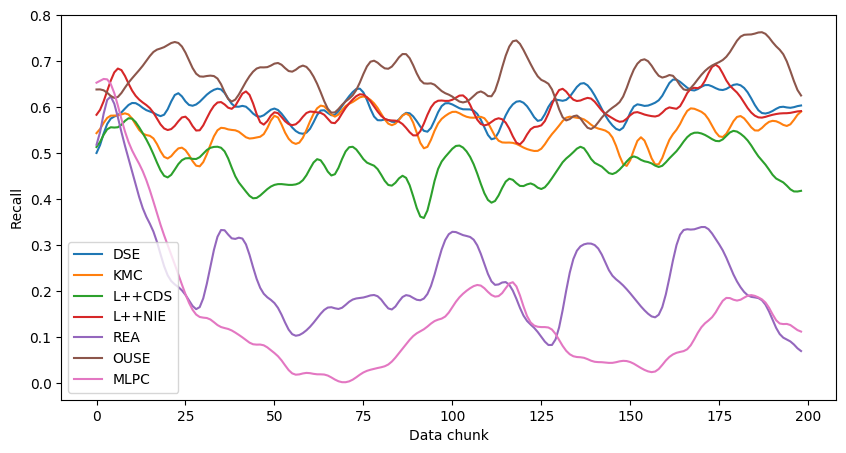 0.8
0.7
0.6
0.5
0.4
0.3
0.2
0.1
0.0
Recall
DSE
KMC
L++CDS
L++NIE
REA
OUSE
MLPC
0 25 50 75 100 125 150 175 200
Data chunk